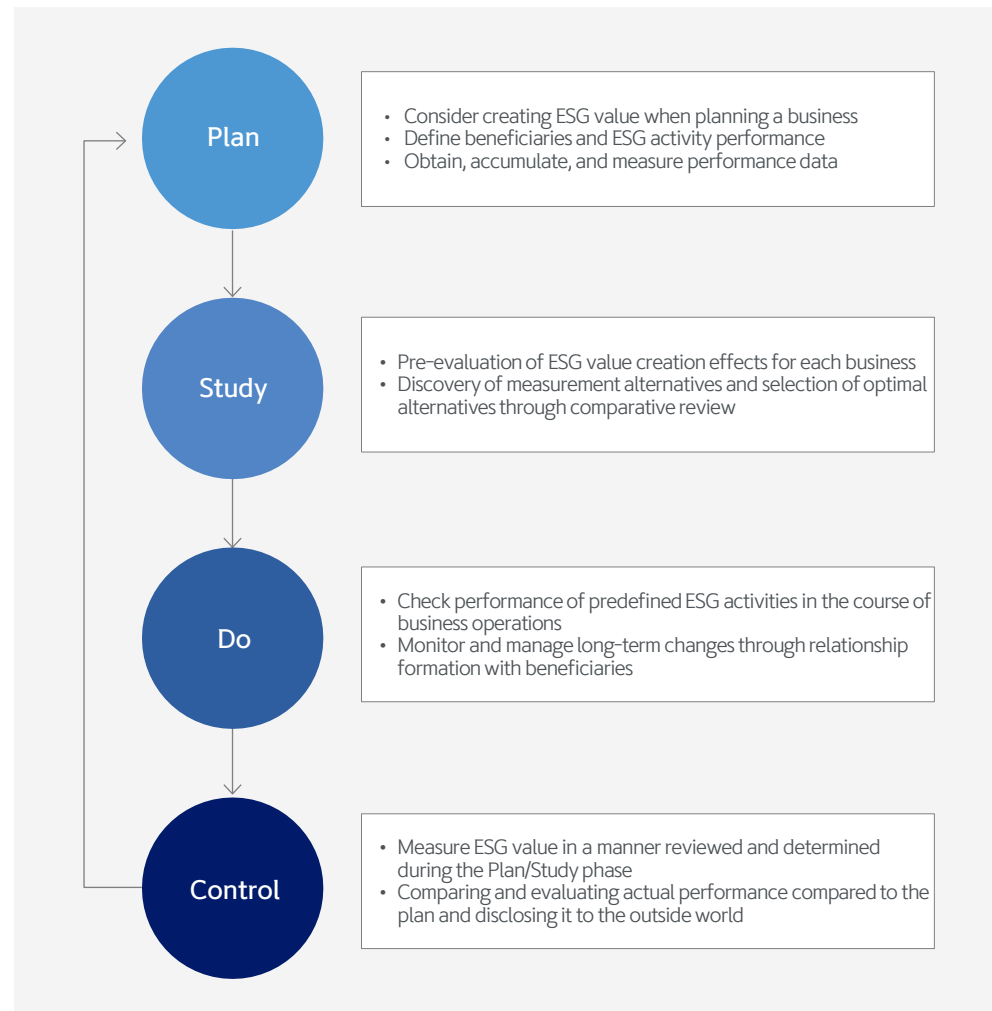 Plan
• Consider creating ESG value when planning a business
• Define beneficiaries and ESG activity performance
• Obtain, accumulate, and measure performance data
Study
• Pre-evaluation of ESG value creation effects for each business
• Discovery of measurement alternatives and selection of optimal
alternatives through comparative review
Do
• Check performance of predefined ESG activities in the course of
business operations
• Monitor and manage long-term changes through relationship
formation with beneficiaries
Control
• Measure ESG value in a manner reviewed and determined
during the Plan/Study phase
• Comparing and evaluating actual performance compared to the
plan and disclosing it to the outside world